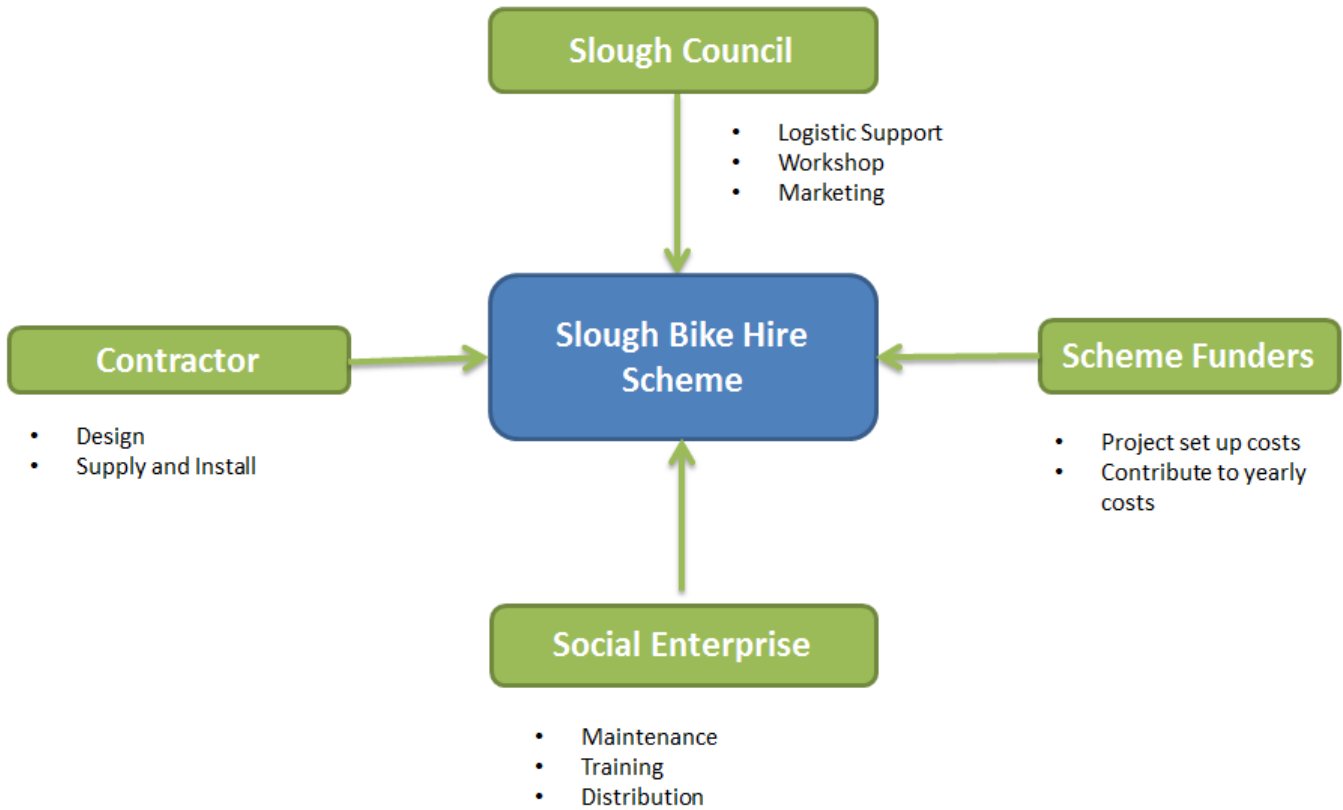 Slough Council
• Logistic Support
• Workshop
• Marketing
Slough Bike Hire
Scheme
Contractor
• Design
• Supply and Install
Scheme Funders
• Project set up costs
• Contribute to yearly
costs
Social Enterprise
• Maintenance
• Training
• Distribution